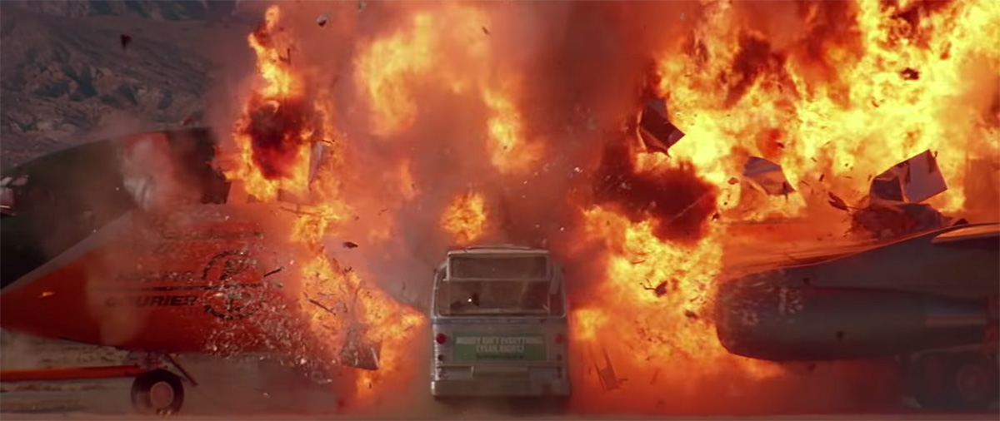 COURIER
MONEY ISN'T EVERYTHING
(YEAH, RIGHT.)